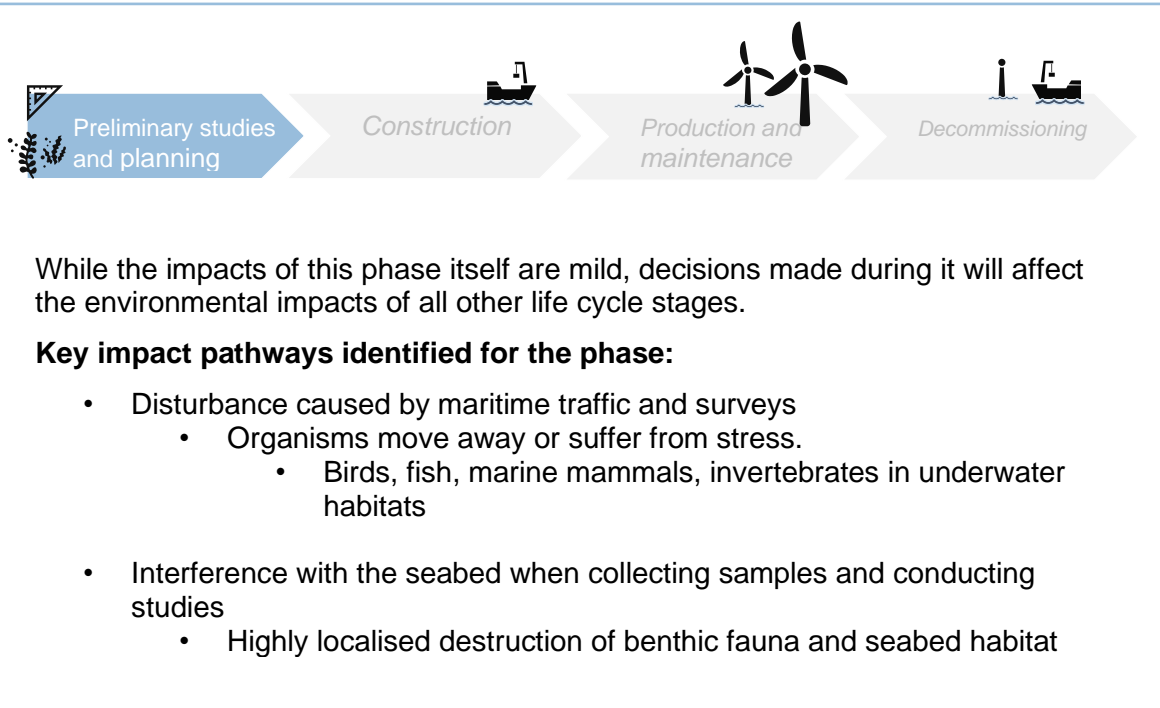 Preliminary studies
and planning
Construction
Production and
maintenance
Decommissioning
While the impacts of this phase itself are mild, decisions made during it will affect
the environmental impacts of all other life cycle stages.
Key impact pathways identified for the phase:
• Disturbance caused by maritime traffic and surveys
• Organisms move away or suffer from stress.
• Birds, fish, marine mammals, invertebrates in underwater
habitats
• Interference with the seabed when collecting samples and conducting
studies
• Highly localised destruction of benthic fauna and seabed habitat